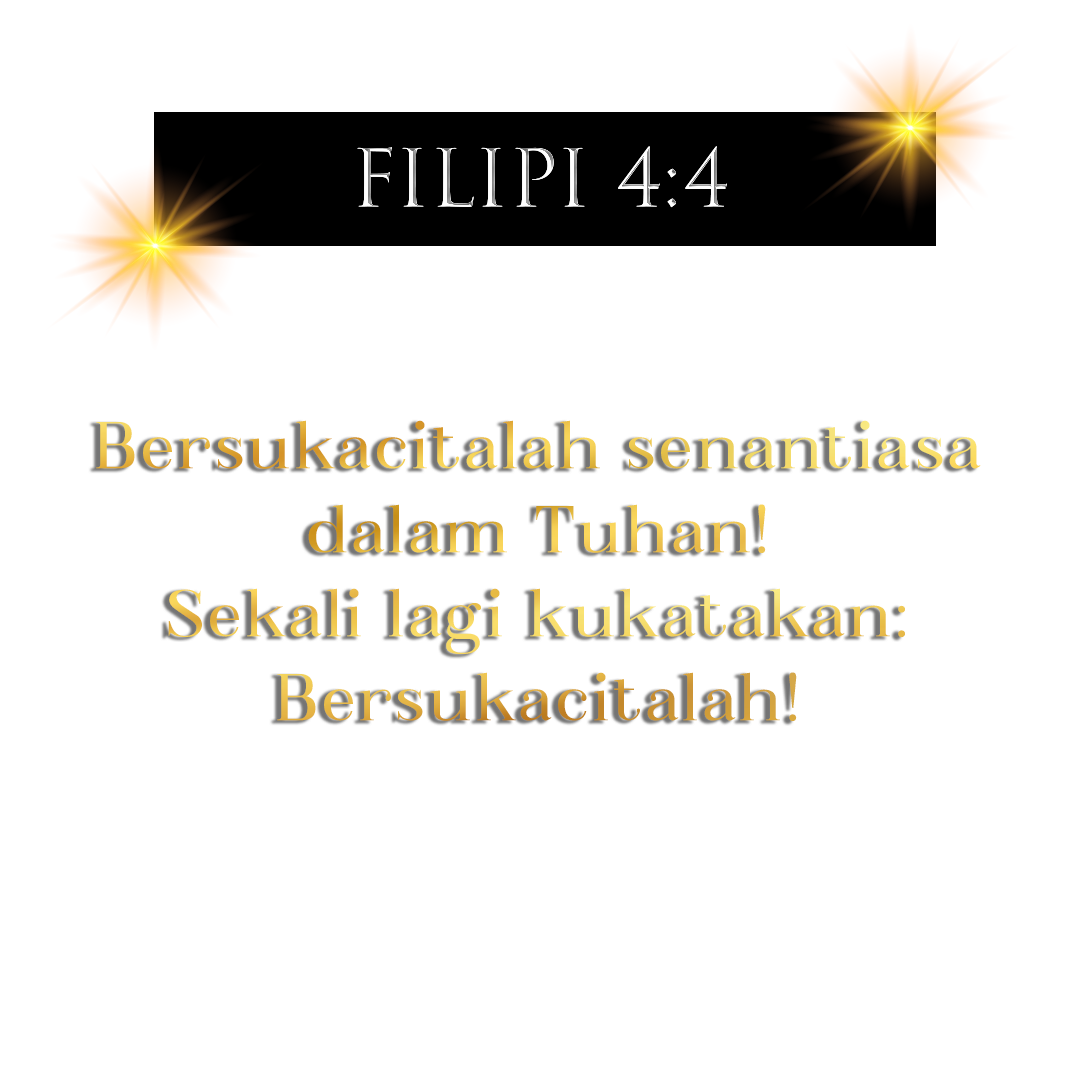 FILIPI 4:4
Bersukacitalah senantiasa
dalam Tuhan!
Sekali lagi kukatakan:
Bersukacitalah!